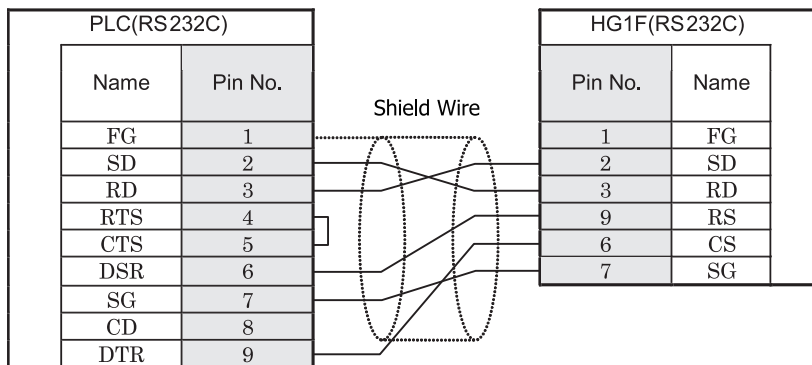 PLC(RS232C)
Name Pin No.
FG 1
SD 2
RD 3
RTS 4
CTS 5
DSR 6
SG 7
CD 8
DTR 9
Shield Wire
HG1F(RS232C)
Pin No. Name
1 FG
2 SD
3 RD
9 RS
6 CS
7 SG